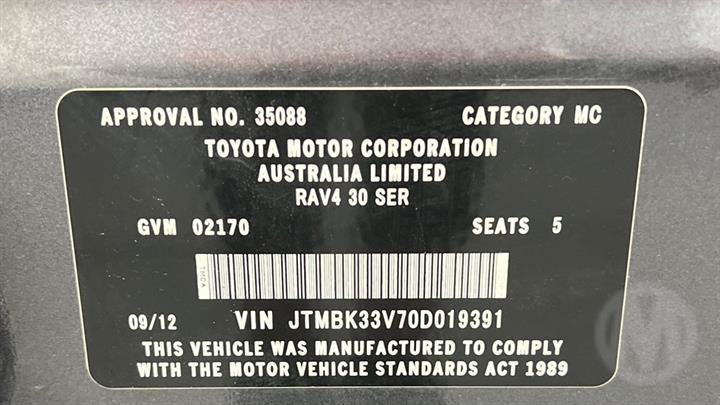 APPROVAL NO. 35088 CATEGORY MC
TOYOTA MOTOR CORPORATION
AUSTRALIA LIMITED
RAV4 30 SER
GVM 02170 SEATS 5
TMCA
09/12 VIN JTMBK33V70D019391
THIS VEHICLE WAS MANUFACTURED TO COMPLY
WITH THE MOTOR VEHICLE STANDARDS ACT 1989